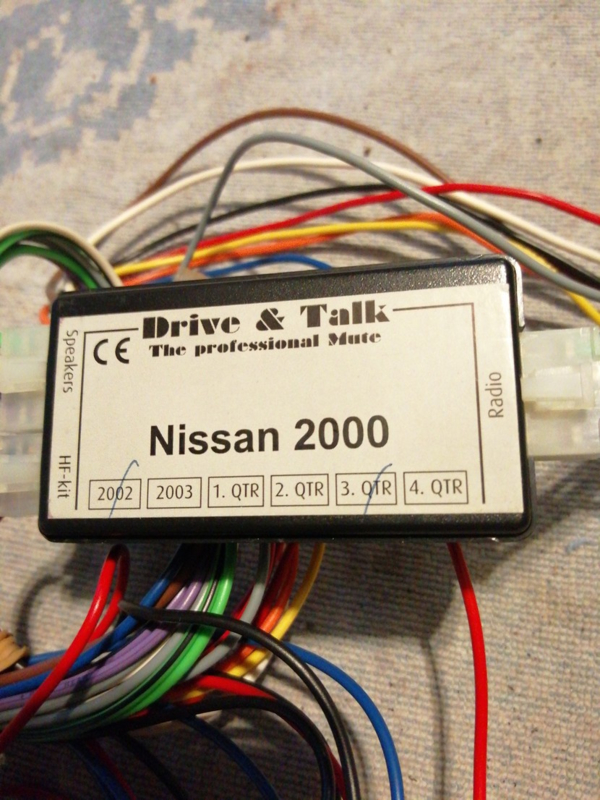 Drive & Talk
The professional Mute
CE
Speakers
HF-kit
Radio
Nissan 2000
2002 2003 1. QTR 2. QTR 3. QTR 4. QTR